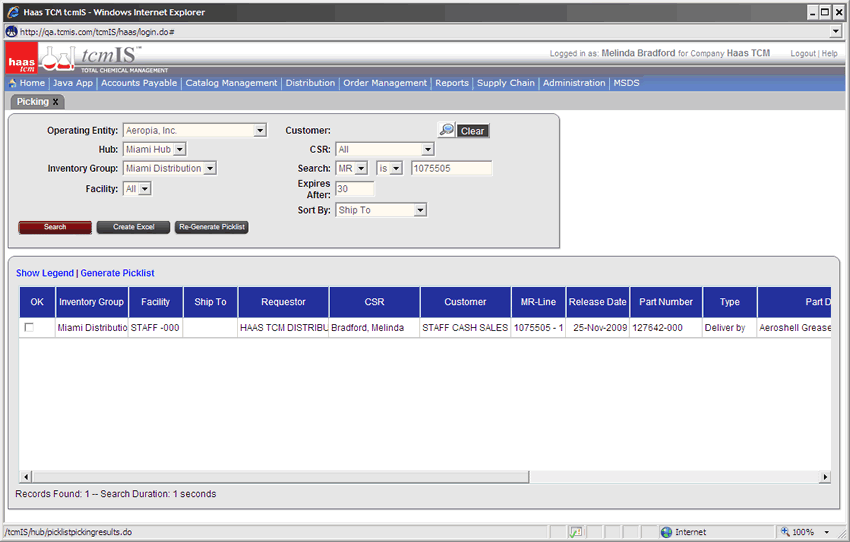 Haas TCM tcmIS - Windows Internet Explorer
http://qa.tcmis.com/tcmIS/haas/login.do#
haas tcm tcmIS™ TOTAL CHEMICAL MANAGEMENT
Logged in as: Melinda Bradford for Company Haas TCM Logout | Help
Home | Java App | Accounts Payable | Catalog Management | Distribution | Order Management | Reports | Supply Chain | Administration | MSDS
Picking X
Operating Entity: Aeropia, Inc. Customer: Clear
Hub: Miami Hub CSR: All
Inventory Group: Miami Distribution Search: MR is 1075505
Facility: All Expires After: 30
Sort By: Ship To
Search Create Excel Re-Generate Picklist
Show Legend | Generate Picklist
OK Inventory Group Facility Ship To Requestor CSR Customer MR-Line Release Date Part Number Type Part D
Miami Distributio STAFF -000 HAAS TCM DISTRIBU Bradford, Melinda STAFF CASH SALES 1075505 - 1 25-Nov-2009 127642-000 Deliver by Aeroshell Grease
Records Found: 1 -- Search Duration: 1 seconds
/tcmIS/hub/picklistpickingresults.do Internet 100%